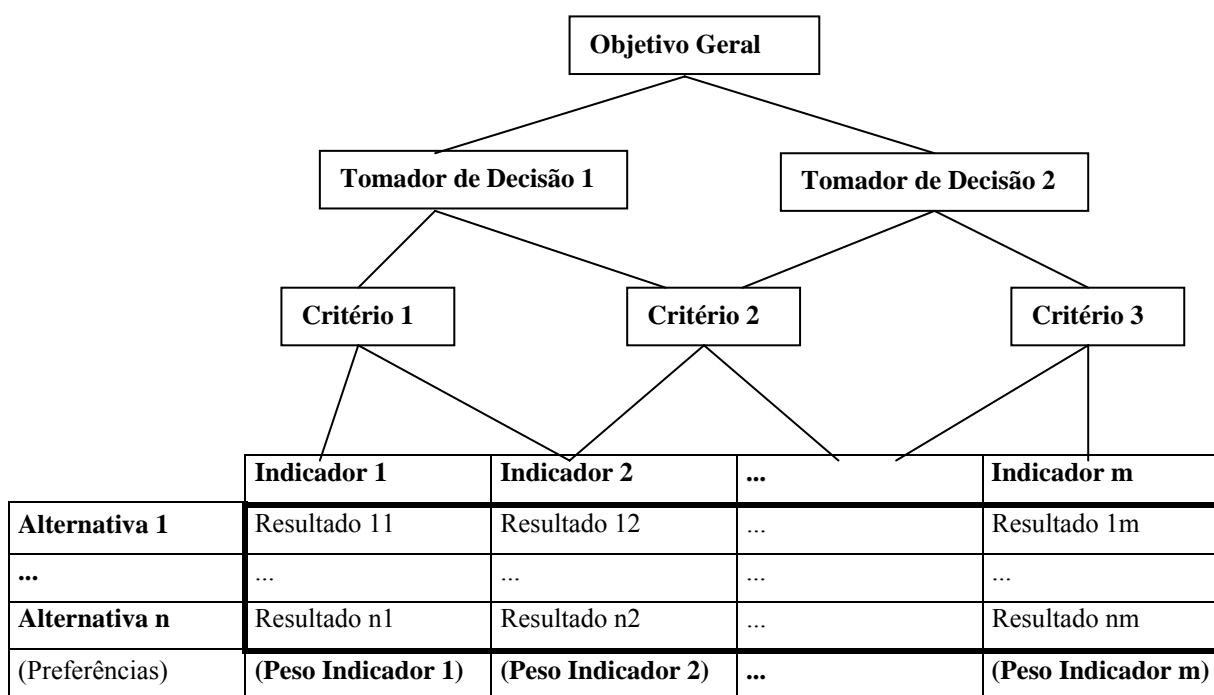 Objetivo Geral
Tomador de Decisão 1 Tomador de Decisão 2
Critério 1 Critério 2 Critério 3
Indicador 1 Indicador 2 ... Indicador m
Alternativa 1 Resultado 11 Resultado 12 ... Resultado 1m
... ... ... ... ...
Alternativa n Resultado n1 Resultado n2 ... Resultado nm
(Preferências) (Peso Indicador 1) (Peso Indicador 2) ... (Peso Indicador m)